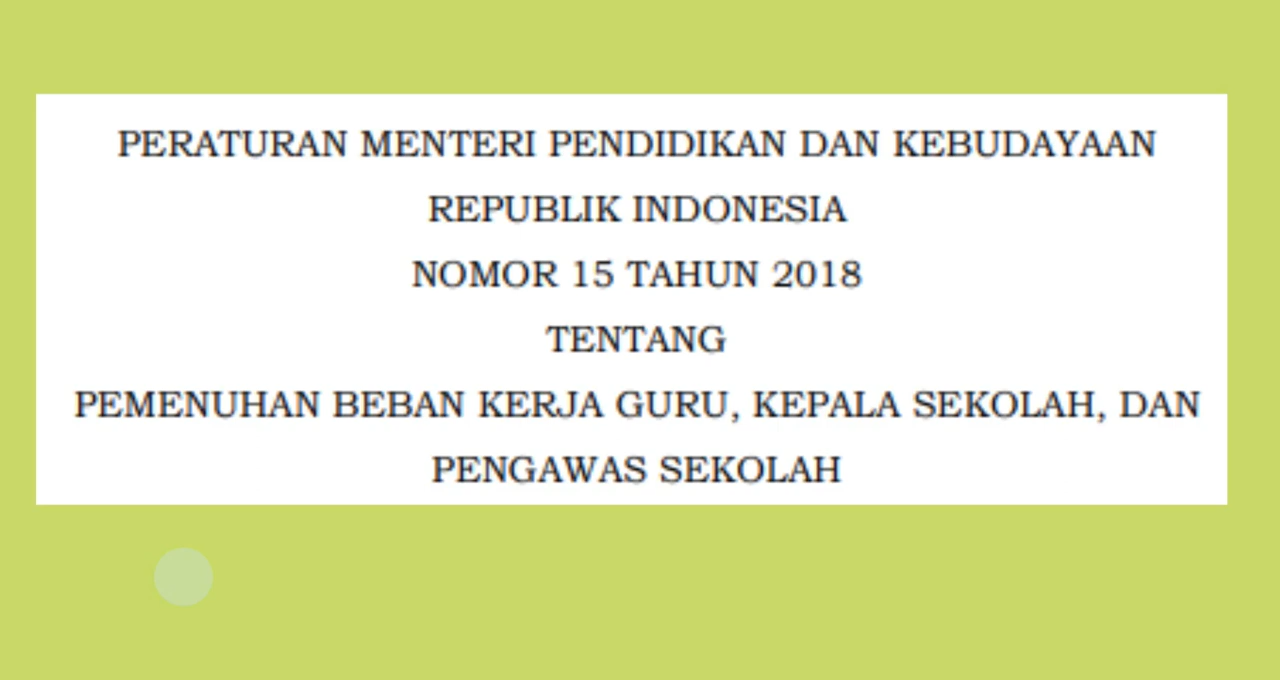 PERATURAN MENTERI PENDIDIKAN DAN KEBUDAYAAN
REPUBLIK INDONESIA
NOMOR 15 TAHUN 2018
TENTANG
PEMENUHAN BEBAN KERJA GURU, KEPALA SEKOLAH, DAN
PENGAWAS SEKOLAH